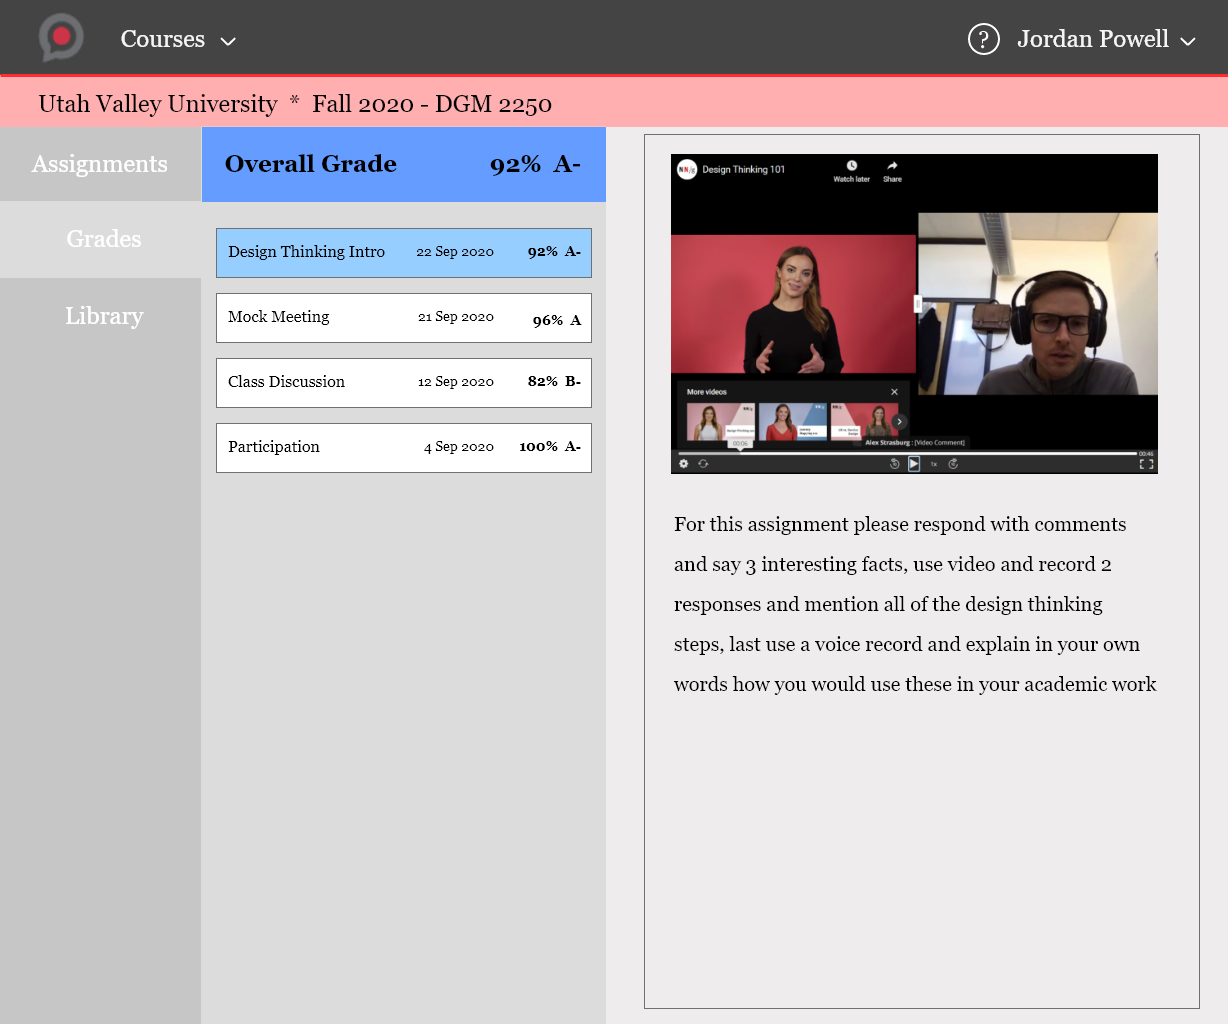 Courses
? Jordan Powell
Utah Valley University * Fall 2020 - DGM 2250
Assignments
Grades
Library
Overall Grade 92% A-
Design Thinking Intro 22 Sep 2020 92% A-
Mock Meeting 21 Sep 2020 96% A
Class Discussion 12 Sep 2020 82% B-
Participation 4 Sep 2020 100% A-
NN/g Design Thinking 101
Watch later Share
More videos
Alex Strasburg : [Video Comment]
00:06
00:46
1x
For this assignment please respond with comments
and say 3 interesting facts, use video and record 2
responses and mention all of the design thinking
steps, last use a voice record and explain in your own
words how you would use these in your academic work